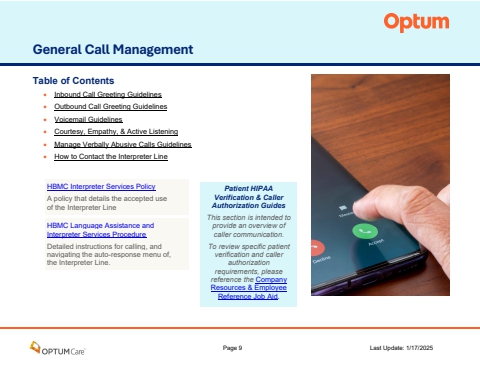 Optum
General Call Management
Table of Contents
• Inbound Call Greeting Guidelines
• Outbound Call Greeting Guidelines
• Voicemail Guidelines
• Courtesy, Empathy, & Active Listening
• Manage Verbally Abusive Calls Guidelines
• How to Contact the Interpreter Line
HBMC Interpreter Services Policy
A policy that details the accepted use
of the Interpreter Line
HBMC Language Assistance and
Interpreter Services Procedure
Detailed instructions for calling, and
navigating the auto-response menu of,
the Interpreter Line.
Patient HIPAA
Verification & Caller
Authorization Guides
This section is intended to
provide an overview of
caller communication.
To review specific patient
verification and caller
authorization
requirements, please
reference the Company
Resources & Employee
Reference Job Aid.
Accept
Decline
OPTUMCare
Page 9
Last Update: 1/17/2025